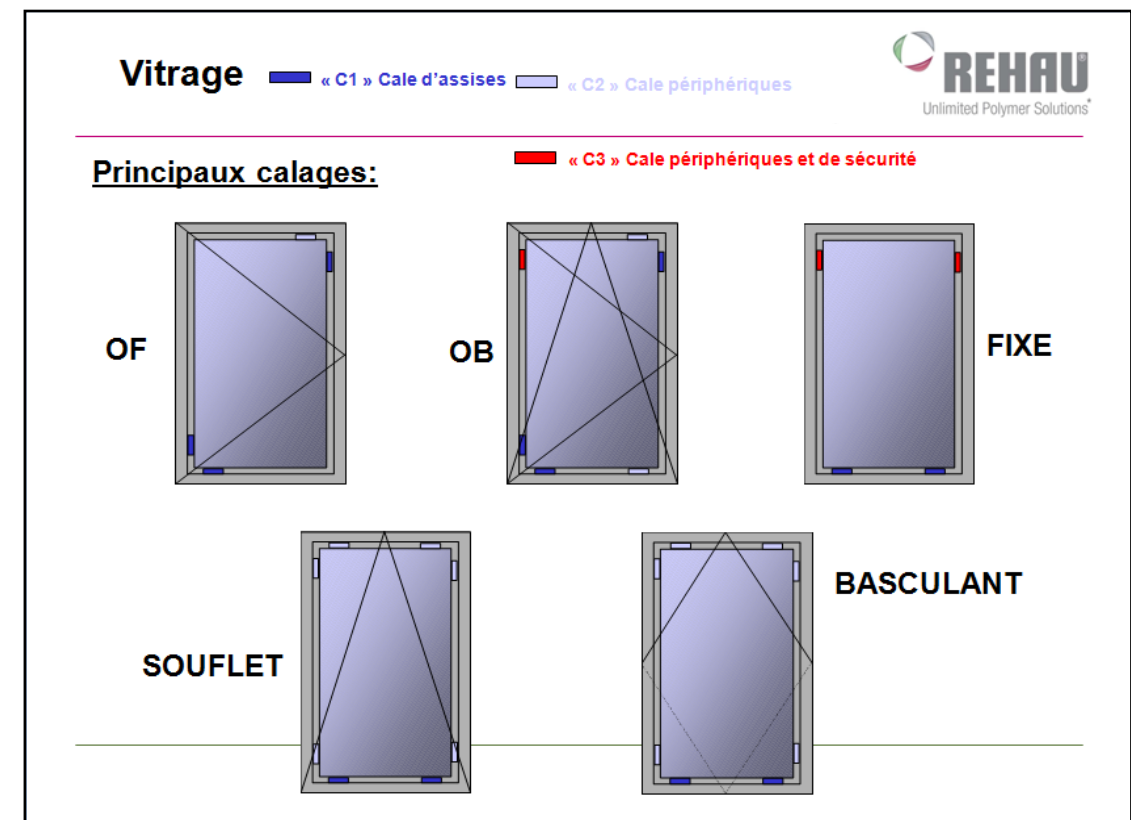 Vitrage
« C1 » Cale d'assises
« C2 » Cale périphériques
REHAU
Unlimited Polymer Solutions
Principaux calages:
« C3 » Cale périphériques et de sécurité
OF
OB
FIXE
SOUFLET
BASCULANT